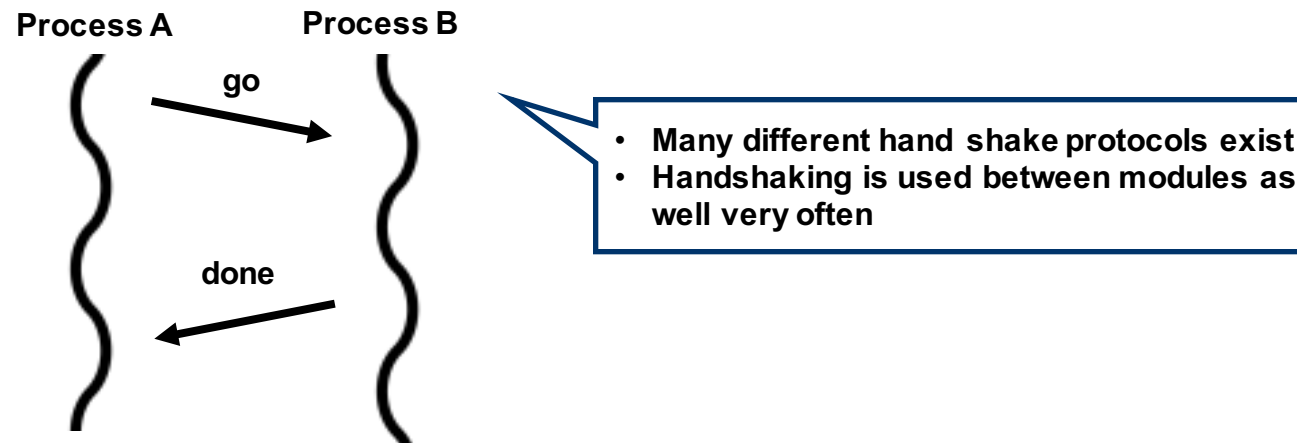 Process A
Process B
go
• Many different hand shake protocols exist
• Handshaking is used between modules as
well very often
done